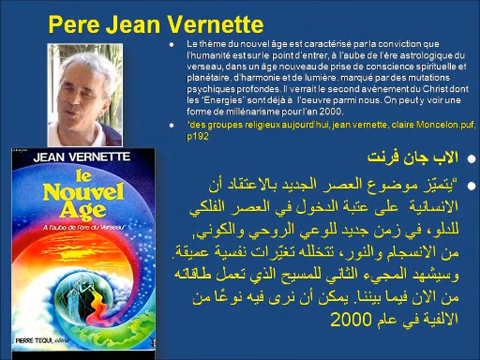 Pere Jean Vernette
Le thème du nouvel âge est caractérisé par la conviction que
l'humanité est sur le point d'entrer, à l'aube de l'ère astrologique du
verseau, dans un âge nouveau de prise de conscience spirituelle et
planétaire, d'harmonie et de lumière, marqué par des mutations
psychiques profondes. Il verrait le second avènement du Christ dont
les "Energies" sont déjà à l'oeuvre parmi nous. On peut y voir une
forme de millénarisme pour l'an 2000.
*des groupes religieux aujourd'hui, jean vernette, claire Moncelon.puf,
p192
JEAN VERNETTE
le
Nouvel
Age
A l'aube de l'ère du Verseau
PIERRE TEQUI, éditeur
الاب جان فرنت
"يتميّز موضوع العصر الجديد بالاعتقاد أن
الانسانية على عتبة الدخول في العصر الفلكي
للدلو، في زمن جديد للوعي الروحي والكوني,
من الانسجام والنور، تتخلله تغيّرات نفسية عميقة.
وسيشهد المجيء الثاني للمسيح الذي تعمل طاقاته
من الان فيما بيننا. يمكن أن نرى فيه نوعًا من
الالفية في عام 2000